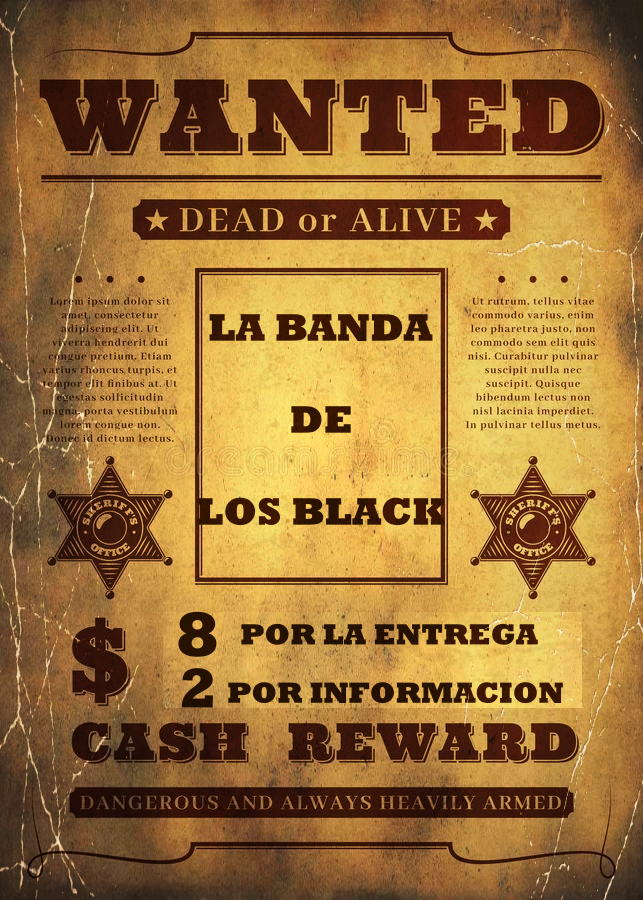 WANTED
★ DEAD or ALIVE ★
Lorem ipsum dolor sit
amet, consectetur
adipiscing elit. Duis ut
viverra nibh dui
congue pretium. Etiam
varius rhoncus turpis, et
tempor elit finibus at. Ut
egestas sollicitudin
magna, porta vestibulum
lorem congue et.
Donec id dictum lectus.
LA BANDA
DE
LOS BLACK
Ut rutrum, tellus vitae
commodo varius, enim
leo pharetra justo, non
commodo sem elit quis
nisi. Curabitur pulvinar
suscipit nulla nec
suscipit. Quisque
bibendum lectus et
nisl lacinia imperdiet.
In pulvinar tellus metus.
SHERIFF'S
OFFICE
SHERIFF'S
OFFICE
$
8 POR LA ENTREGA
2 POR INFORMACION
CASH REWARD
DANGEROUS AND ALWAYS HEAVILY ARMED